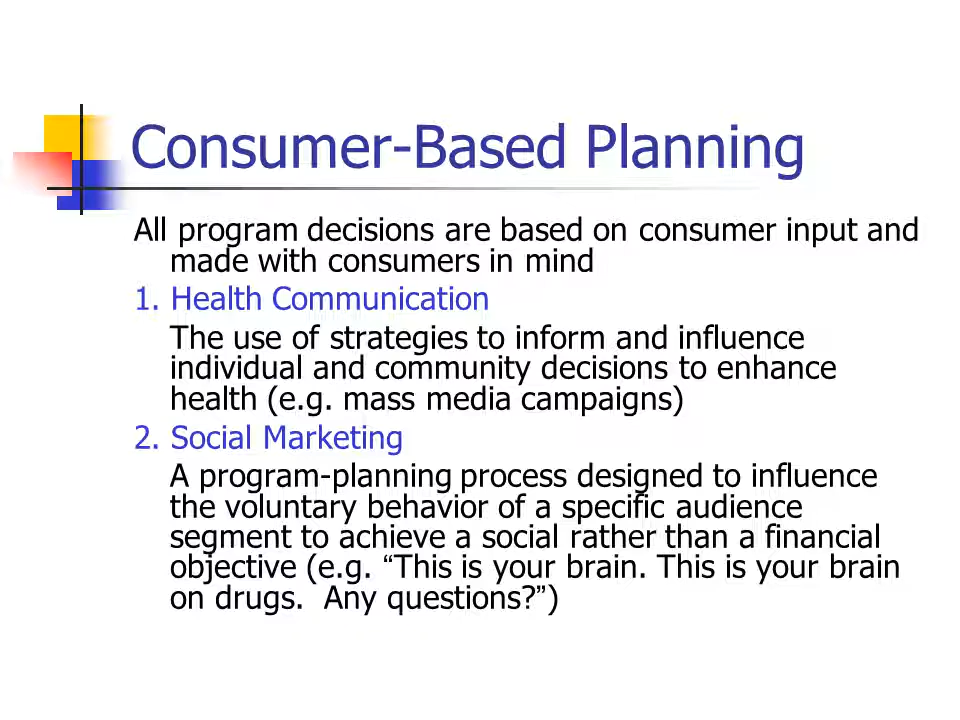 Consumer-Based Planning
All program decisions are based on consumer input and
made with consumers in mind
1. Health Communication
The use of strategies to inform and influence
individual and community decisions to enhance
health (e.g. mass media campaigns)
2. Social Marketing
A program-planning process designed to influence
the voluntary behavior of a specific audience
segment to achieve a social rather than a financial
objective (e.g. “This is your brain. This is your brain
on drugs.  Any questions?”)